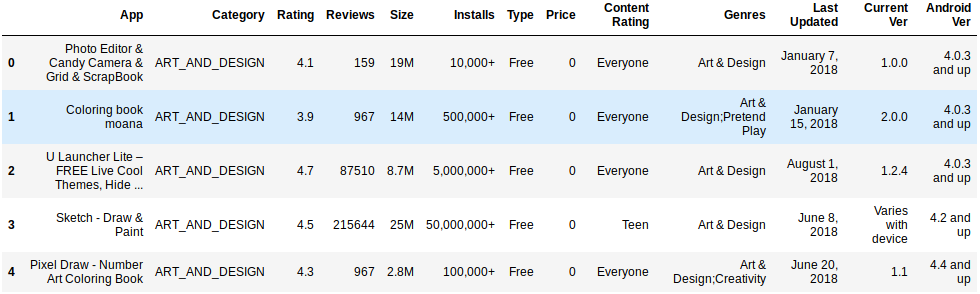 App Category Rating Reviews Size Installs Type Price Content Rating Genres Last Updated Current Ver Android Ver
0 Photo Editor & Candy Camera & Grid & ScrapBook ART_AND_DESIGN 4.1 159 19M 10,000+ Free 0 Everyone Art & Design January 7, 2018 1.0.0 4.0.3 and up
1 Coloring book moana ART_AND_DESIGN 3.9 967 14M 500,000+ Free 0 Everyone Art & Design;Pretend Play January 15, 2018 2.0.0 4.0.3 and up
2 U Launcher Lite – FREE Live Cool Themes, Hide ... ART_AND_DESIGN 4.7 87510 8.7M 5,000,000+ Free 0 Everyone Art & Design August 1, 2018 1.2.4 4.0.3 and up
3 Sketch - Draw & Paint ART_AND_DESIGN 4.5 215644 25M 50,000,000+ Free 0 Teen Art & Design June 8, 2018 Varies with device 4.2 and up
4 Pixel Draw - Number Art Coloring Book ART_AND_DESIGN 4.3 967 2.8M 100,000+ Free 0 Everyone Art & Design;Creativity June 20, 2018 1.1 4.4 and up